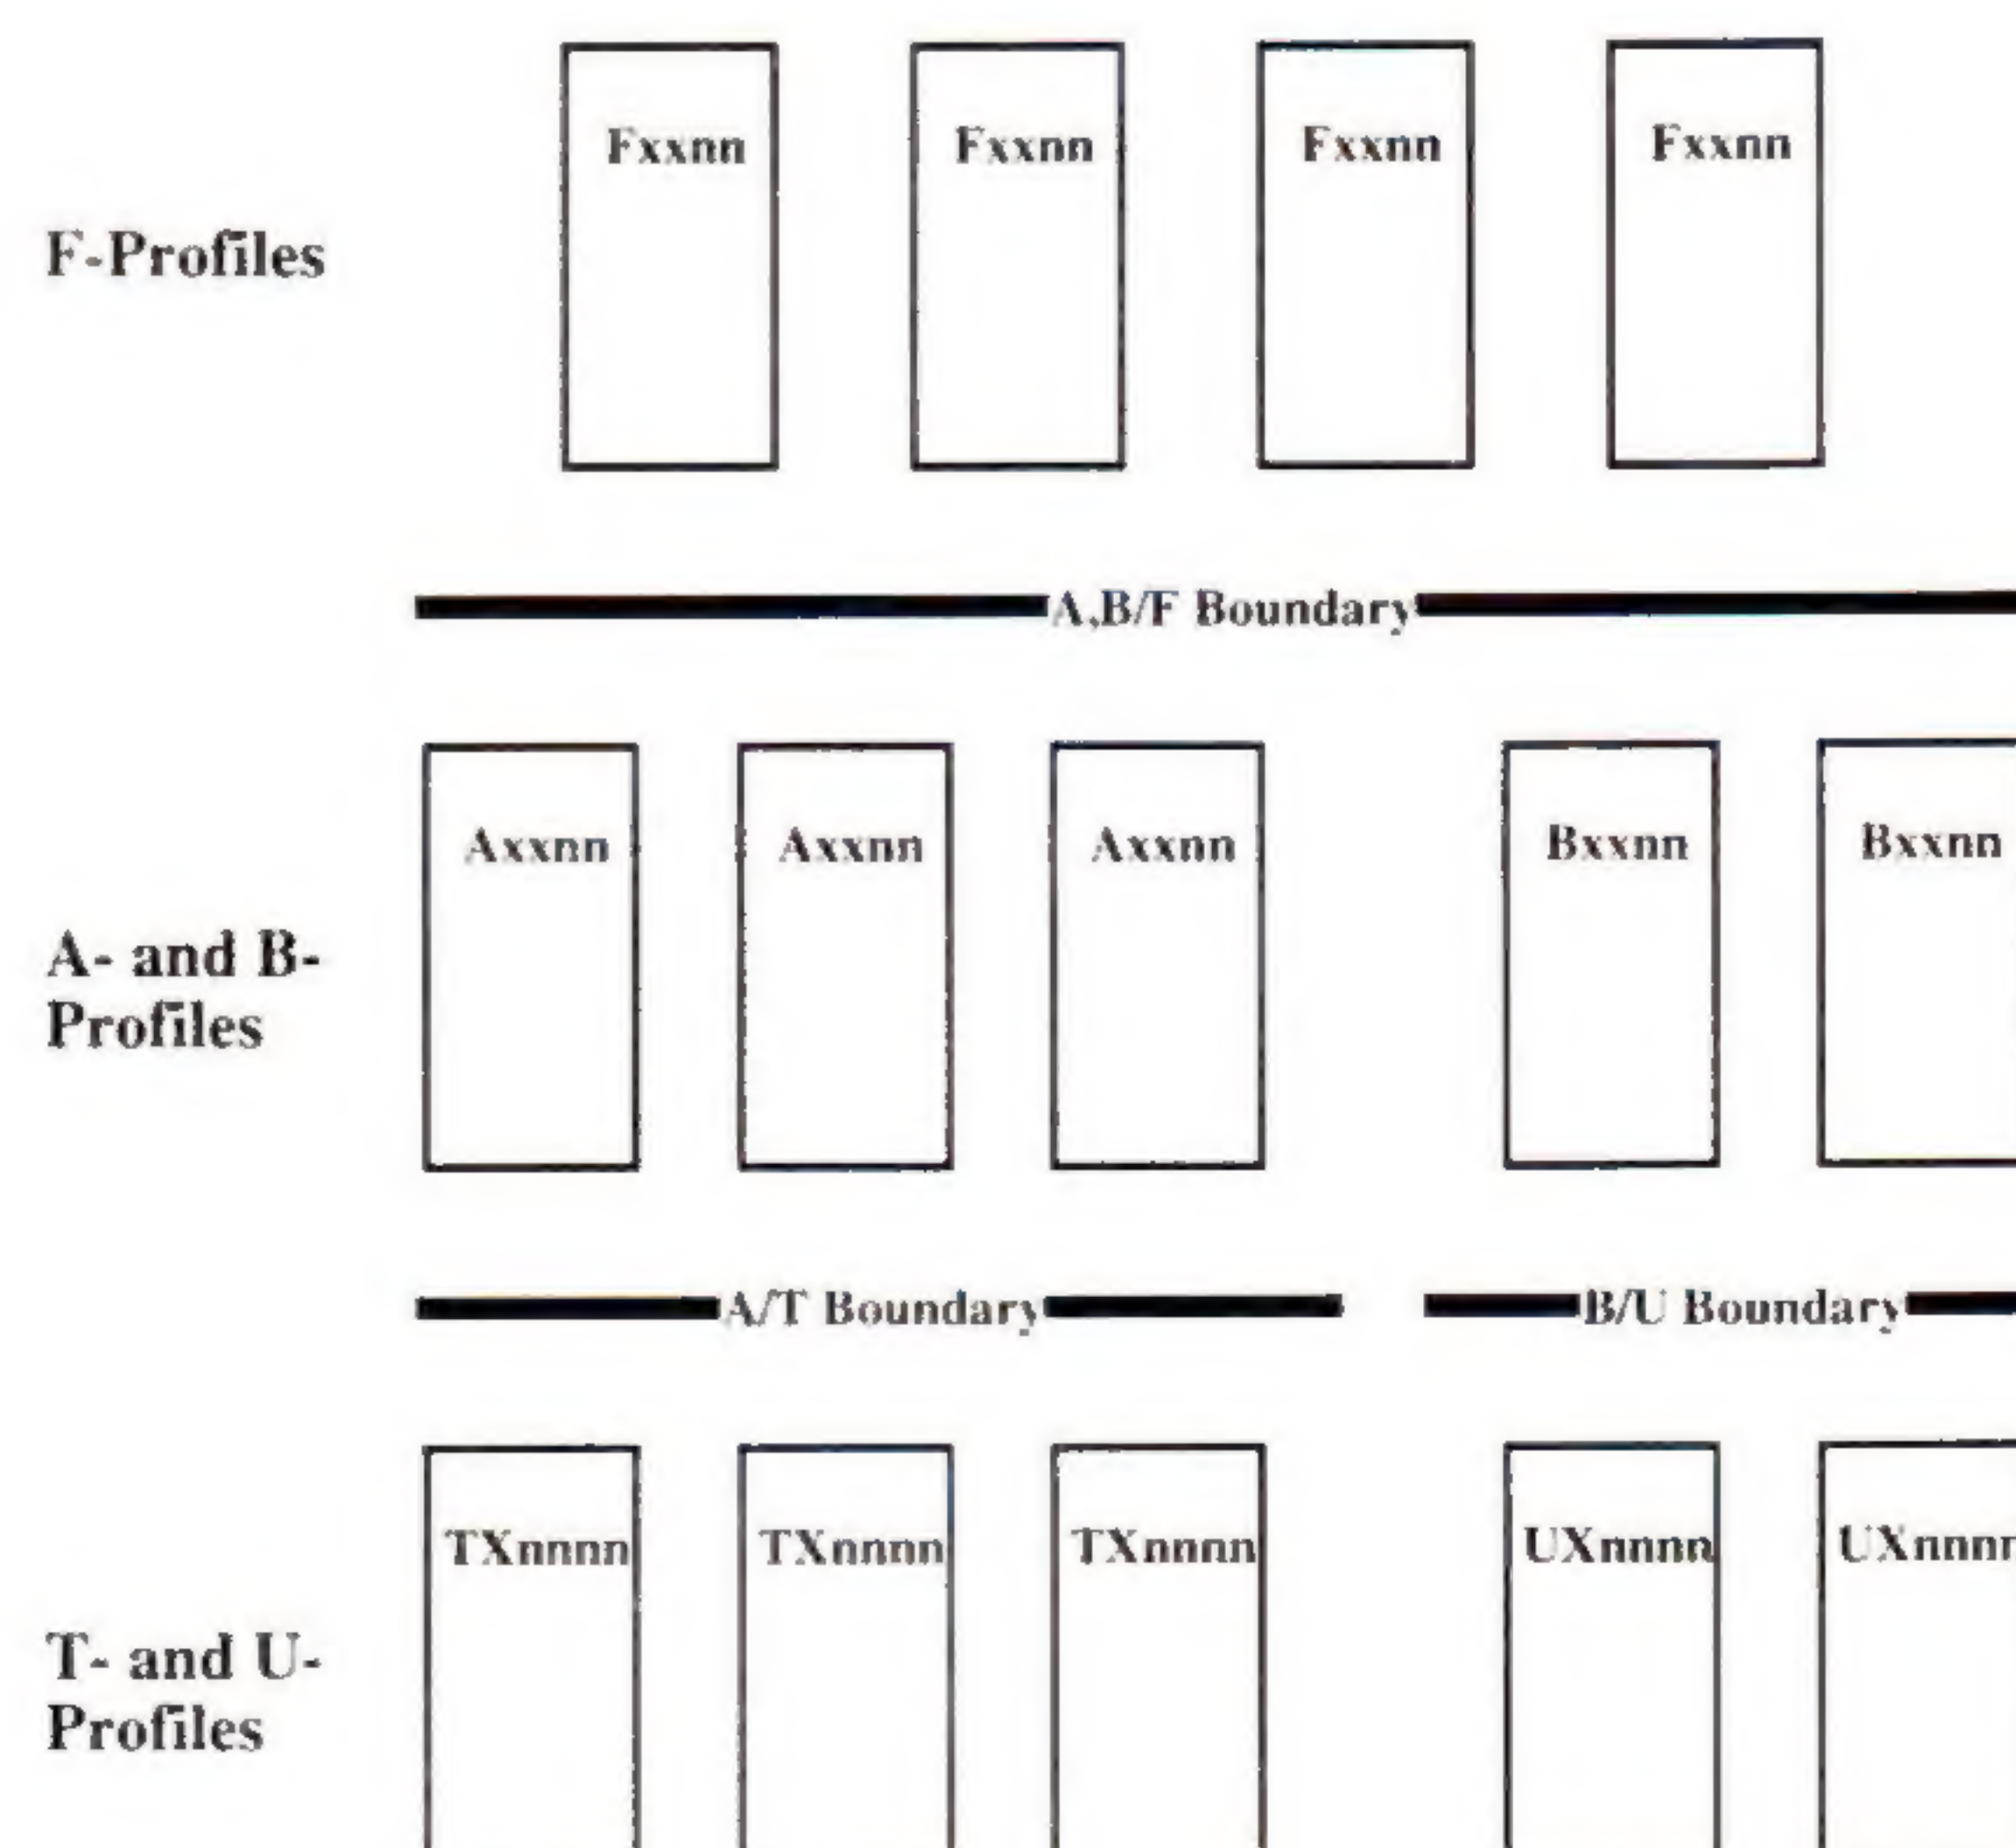 Fxxnn Fxxnn Fxxnn Fxxnn
F-Profiles
A,B/F Boundary
Axxnn Axxnn Axxnn Bxxnn Bxxnn
A- and B-
Profiles
A/T Boundary B/U Boundary
TXnnnn TXnnnn TXnnnn UXnnnn
T- and U-
Profiles